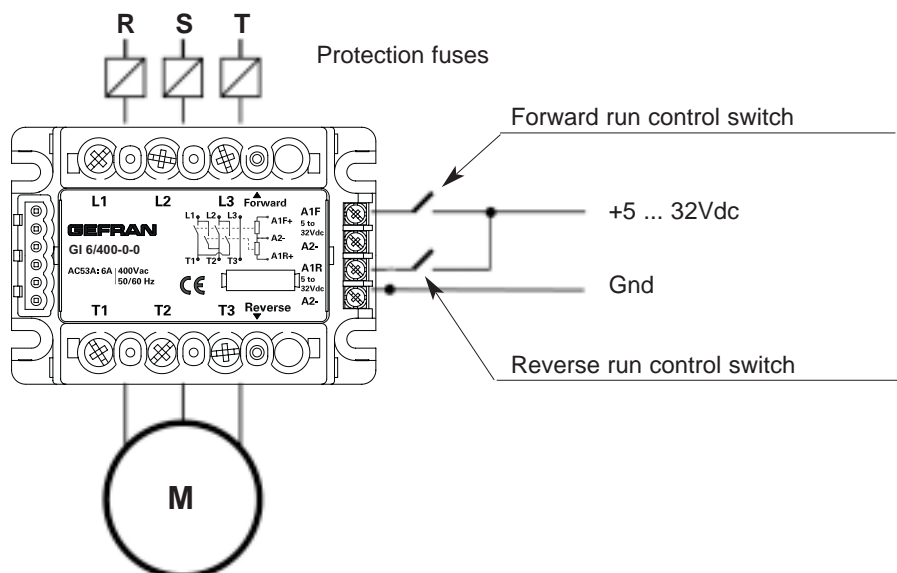 R S T
Protection fuses
Forward run control switch
L1 L2 L3 Forward
A1F
5 to
32Vdc
A2-
L1 L2 L3
A1F+
A2-
A1R+
T1 T2 T3
GEFRAN
GI 6/400-0-0
AC53A: 6A 400Vac
50/60 Hz
CE
A1R
5 to
32Vdc
A2-
T1 T2 T3 Reverse
+5 ... 32Vdc
Gnd
Reverse run control switch
M